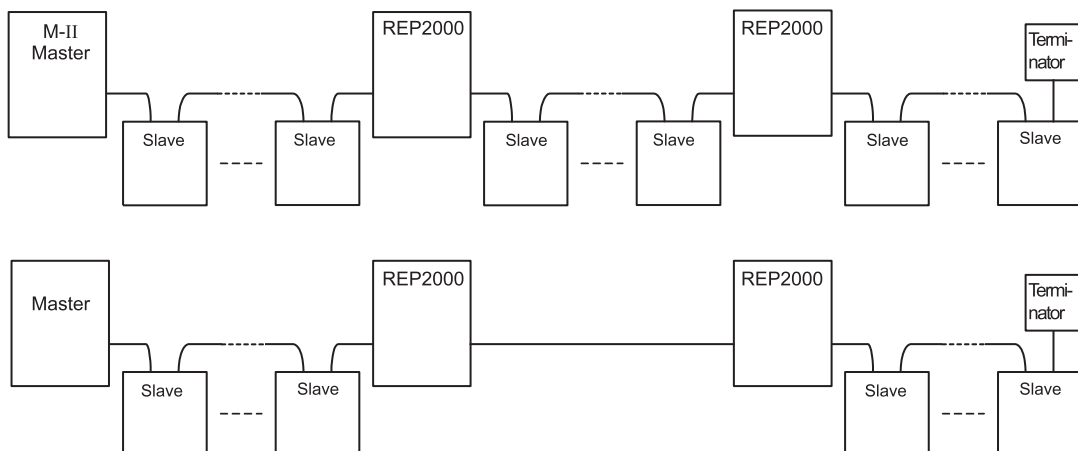 M-II
Master
REP2000
REP2000
Termi-
nator
Slave
Slave
Slave
Slave
Slave
Slave
Master
REP2000
REP2000
Termi-
nator
Slave
Slave
Slave
Slave